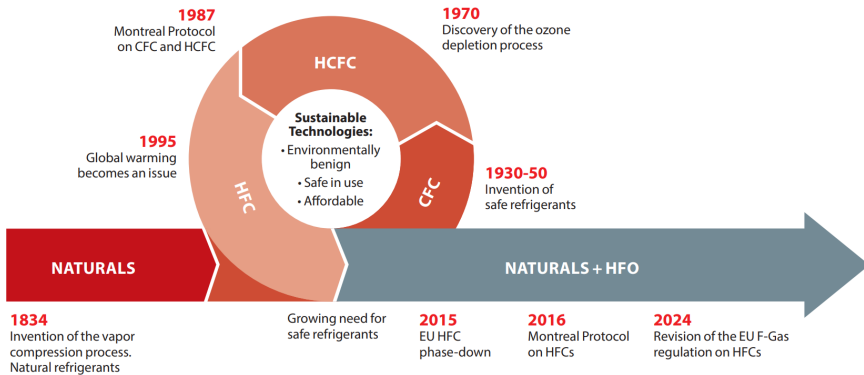 1987
Montreal Protocol
on CFC and HCFC
1970
Discovery of the ozone
depletion process
HCFC
Sustainable
Technologies:
• Environmentally
benign
• Safe in use
• Affordable
1995
Global warming
becomes an issue
HFC
CFC
1930-50
Invention of
safe refrigerants
NATURALS
NATURALS + HFO
1834
Invention of the vapor
compression process.
Natural refrigerants
Growing need for
safe refrigerants
2015
EU HFC
phase-down
2016
Montreal Protocol
on HFCs
2024
Revision of the EU F-Gas
regulation on HFCs